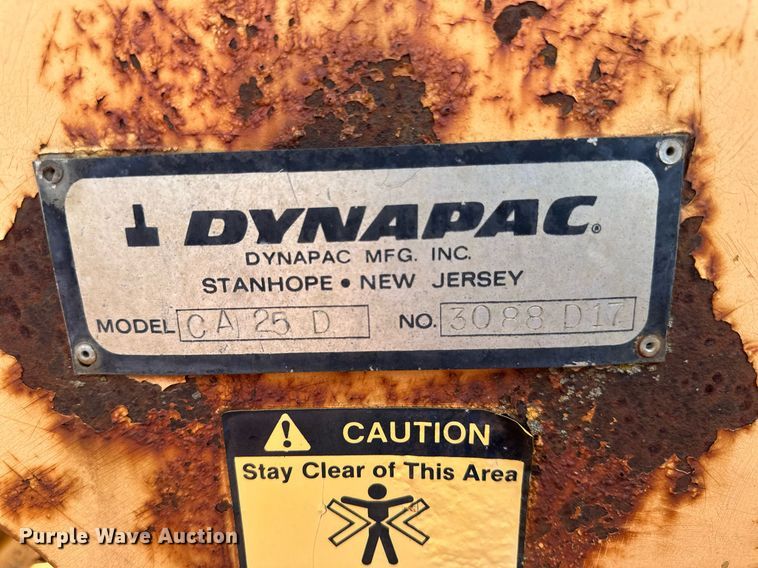 DYNAPAC®
DYNAPAC MFG. INC.
STANHOPE • NEW JERSEY
MODEL CA 25 D NO. 3088 D17
CAUTION
Stay Clear of This Area
Purple Wave Auction